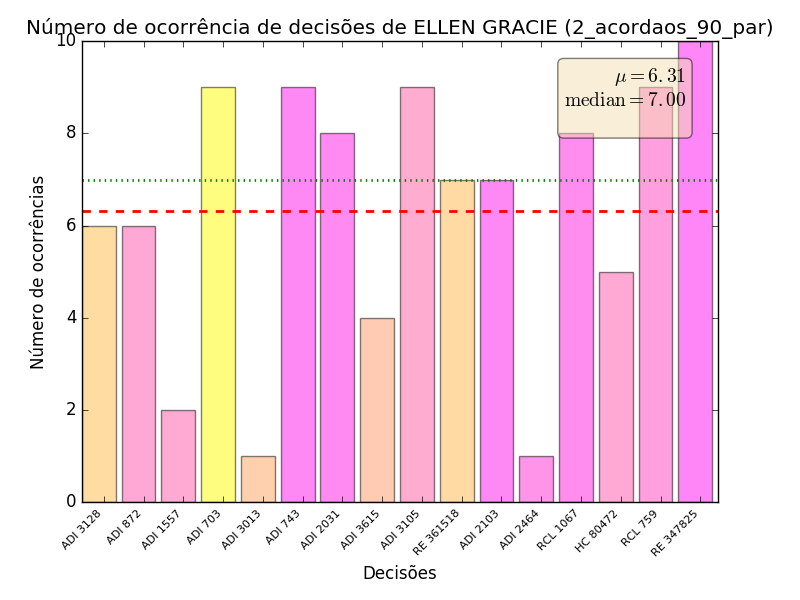 Número de ocorrência de decisões de ELLEN GRACIE (2_acordaos_90_par)
10
8
6
4
2
0
Número de ocorrências
μ = 6.31
median = 7.00
ADI 3128
ADI 872
ADI 1557
ADI 703
ADI 3013
ADI 743
ADI 2031
ADI 3615
ADI 3105
RE 361518
ADI 2103
ADI 2464
RCL 1067
HC 80472
RCL 759
RE 347825
Decisões